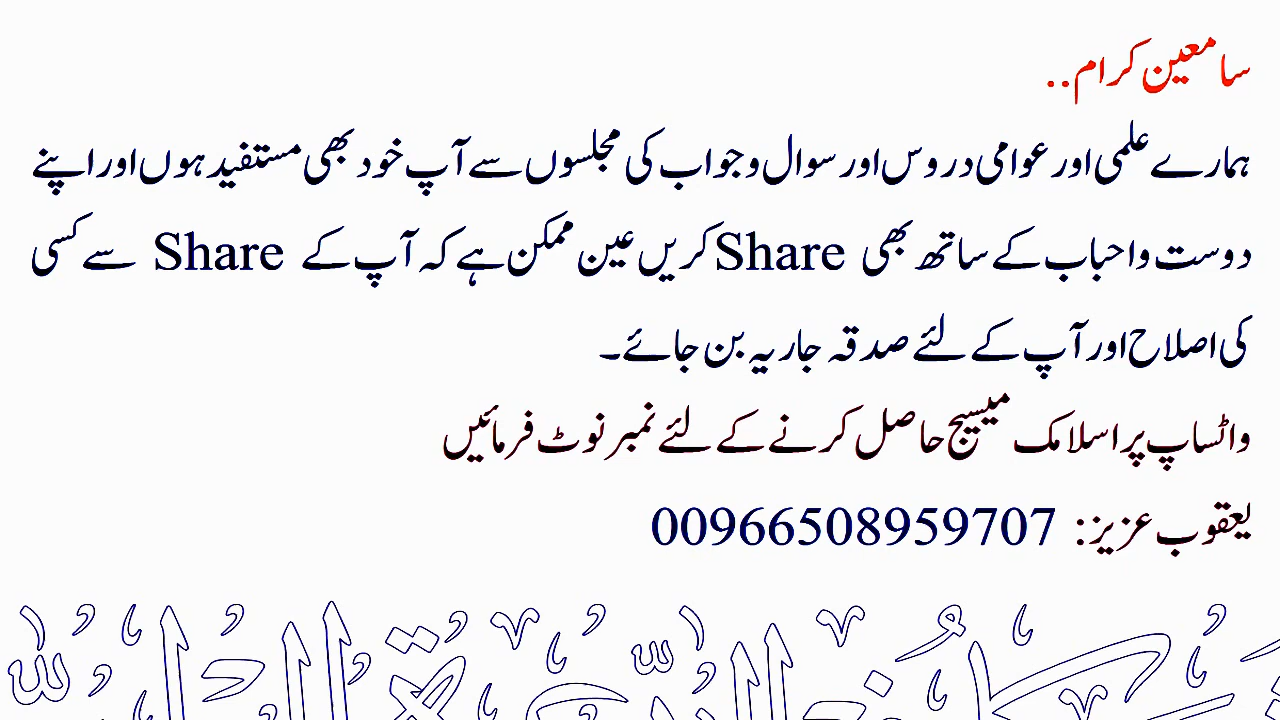 سامعین کرام..
ہمارے علمی اور عوامی دروس اور سوال و جواب کی مجلسوں سے آپ خود بھی مستفید ہوں اور اپنے
دوست و احباب کے ساتھ بھی Share کریں عین ممکن ہے کہ آپ کے Share سے کسی
کی اصلاح اور آپ کے لئے صدقہ جاریہ بن جائے۔
واٹساپ پر اسلامک میسیج حاصل کرنے کے لئے نمبر نوٹ فرمائیں
یعقوب عزیز: 00966508959707